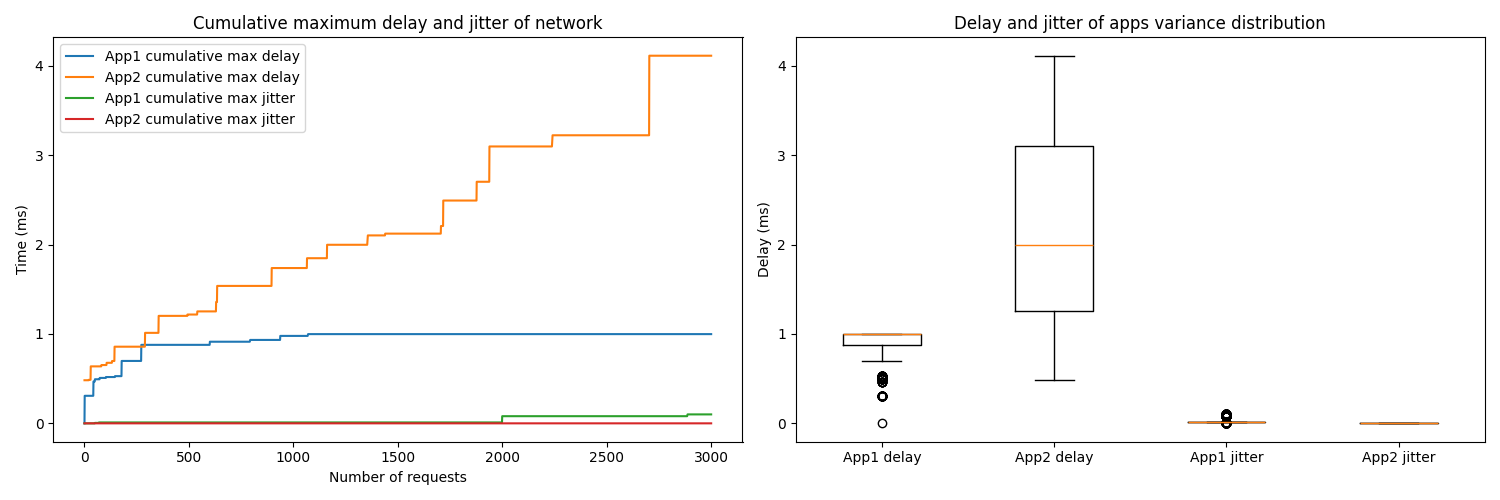 Cumulative maximum delay and jitter of network
App1 cumulative max delay
App2 cumulative max delay
App1 cumulative max jitter
App2 cumulative max jitter
Time (ms)
4
3
2
1
0
0 500 1000 1500 2000 2500 3000
Number of requests
Delay and jitter of apps variance distribution
Delay (ms)
4
3
2
1
0
App1 delay App2 delay App1 jitter App2 jitter